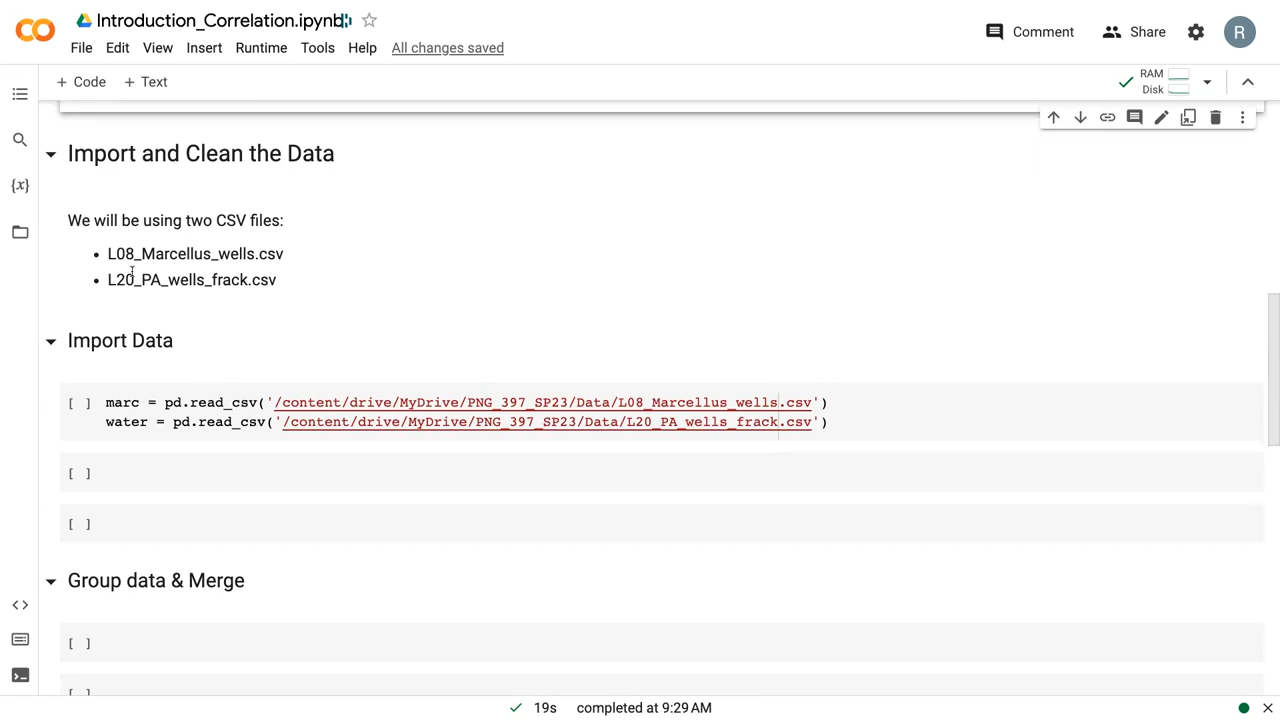 Introduction_Correlation.ipynb
File Edit View Insert Runtime Tools Help All changes saved
Comment Share R
+ Code + Text
RAM
Disk
Import and Clean the Data
We will be using two CSV files:
• L08_Marcellus_wells.csv
• L20_PA_wells_frack.csv
Import Data
[ ] marc = pd.read_csv('/content/drive/MyDrive/PNG_397_SP23/Data/L08_Marcellus_wells.csv')
water = pd.read_csv('/content/drive/MyDrive/PNG_397_SP23/Data/L20_PA_wells_frack.csv')
[ ]
[ ]
Group data & Merge
[ ]
[ ]
19s completed at 9:29 AM